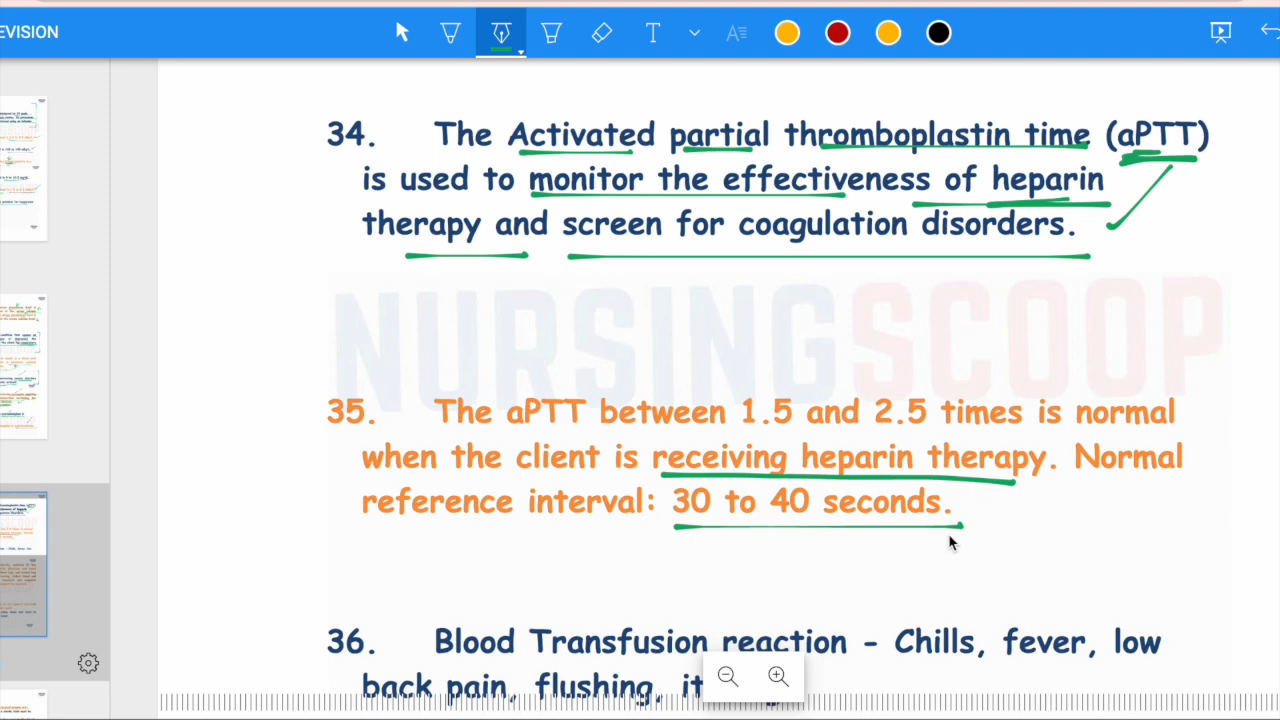 EVISION
34. The Activated partial thromboplastin time (aPTT)
is used to monitor the effectiveness of heparin
therapy and screen for coagulation disorders.
NURSINGSCOOP
35. The aPTT between 1.5 and 2.5 times is normal
when the client is receiving heparin therapy. Normal
reference interval: 30 to 40 seconds.
36. Blood Transfusion reaction - Chills, fever, low
back pain, flushing,